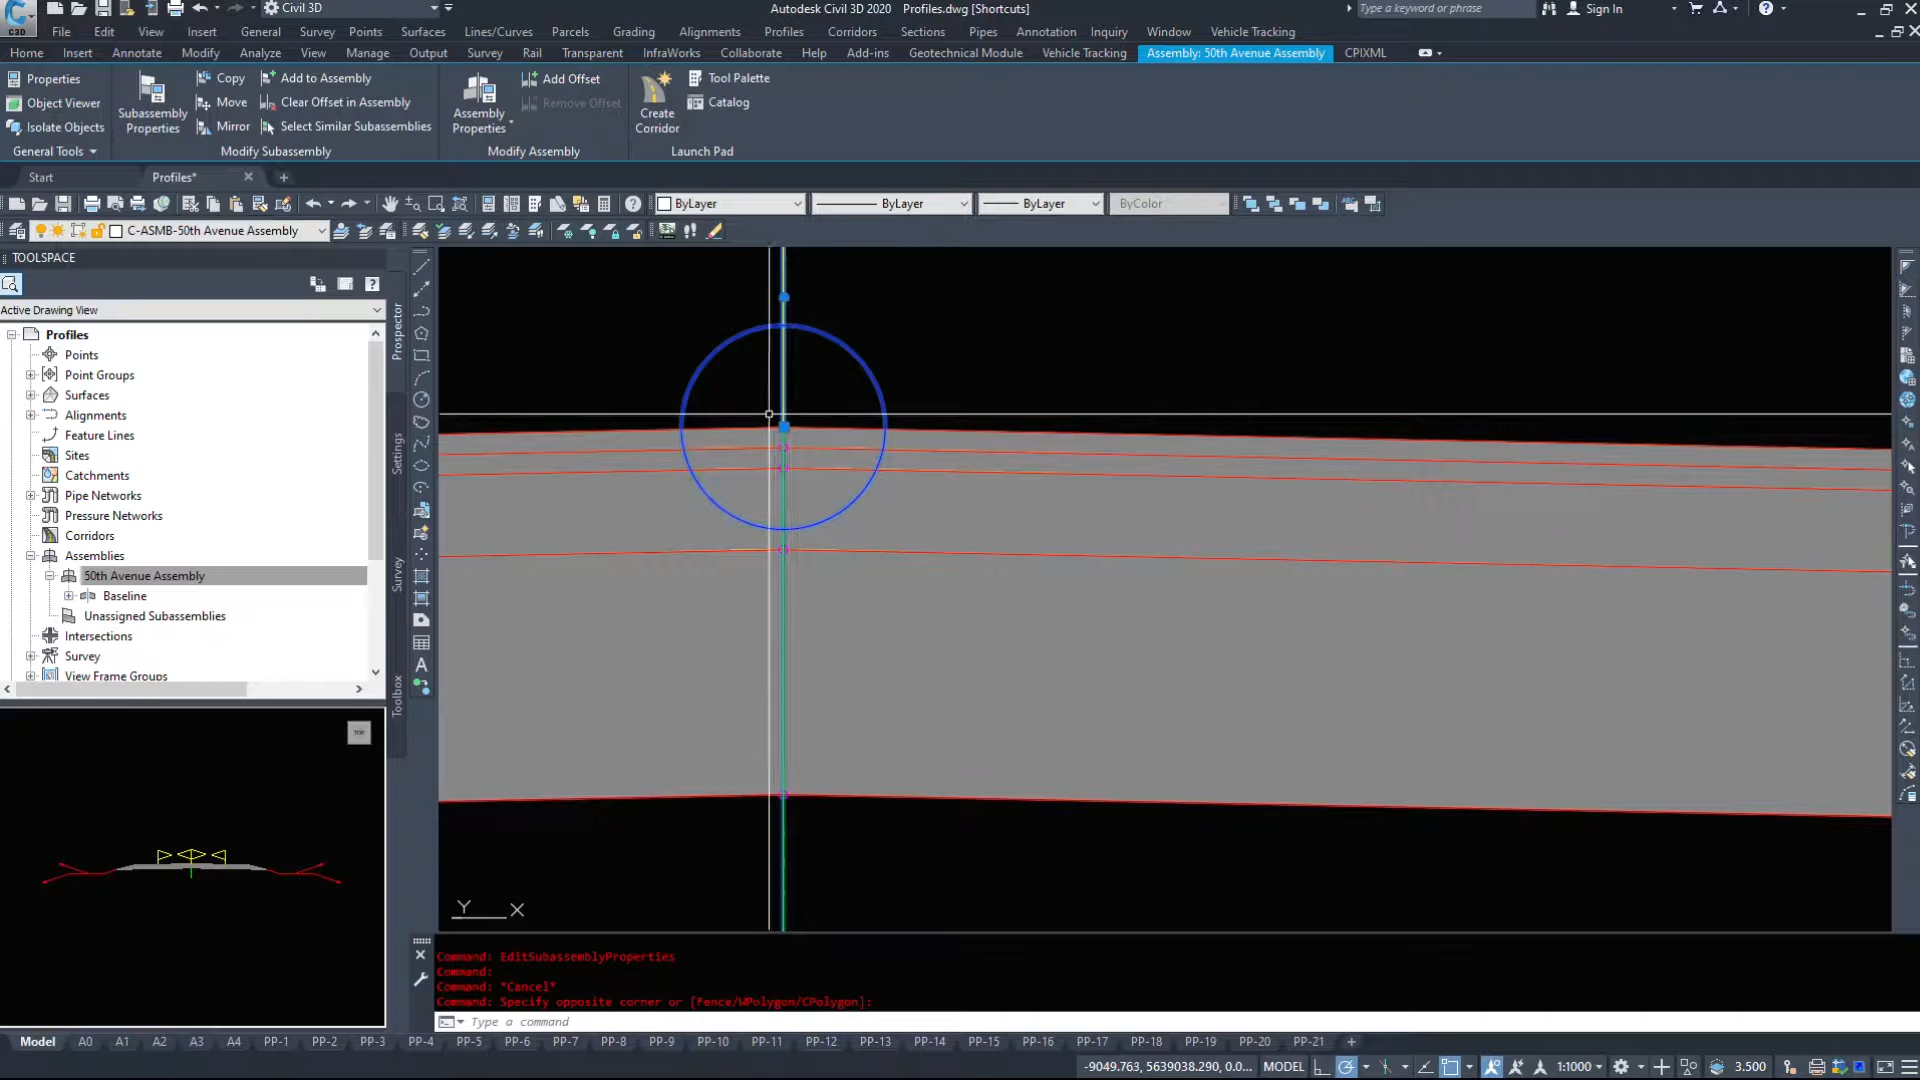 C3D
Civil 3D
Autodesk Civil 3D 2020 Profiles.dwg [Shortcuts]
Type a keyword or phrase
Sign In
File Edit View Insert General Survey Points Surfaces Lines/Curves Parcels Grading Alignments Profiles Corridors Sections Pipes Annotation Inquiry Window Vehicle Tracking
Home Insert Annotate Modify Analyze View Manage Output Survey Rail Transparent InfraWorks Collaborate Help Add-ins Geotechnical Module Vehicle Tracking Assembly: 50th Avenue Assembly CPIXML
Properties
Object Viewer
Isolate Objects
General Tools
Subassembly Properties
Copy
Move
Mirror
Add to Assembly
Clear Offset in Assembly
Select Similar Subassemblies
Modify Subassembly
Assembly Properties
Add Offset
Remove Offset
Modify Assembly
Create Corridor
Tool Palette
Catalog
Launch Pad
Start
Profiles*
ByLayer
ByLayer
ByLayer
ByColor
C-ASMB-50th Avenue Assembly
TOOLSPACE
Active Drawing View
Profiles
Points
Point Groups
Surfaces
Alignments
Feature Lines
Sites
Catchments
Pipe Networks
Pressure Networks
Corridors
Assemblies
50th Avenue Assembly
Baseline
Unassigned Subassemblies
Intersections
Survey
View Frame Groups
Prospector
Settings
Survey
Toolbox
TOP
Y X
Command: EditSubassemblyProperties
Command:
Command: *Cancel*
Command: Specify opposite corner or [Fence/WPolygon/CPolygon]:
Type a command
Model A0 A1 A2 A3 A4 PP-1 PP-2 PP-3 PP-4 PP-5 PP-6 PP-7 PP-8 PP-9 PP-10 PP-11 PP-12 PP-13 PP-14 PP-15 PP-16 PP-17 PP-18 PP-19 PP-20 PP-21
-9049.763, 5639038.290, 0.0... MODEL 1:1000 3.500